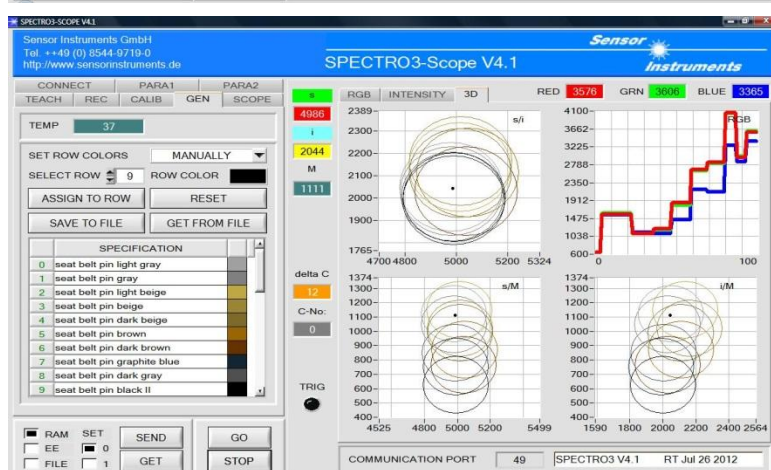 SPECTRO3-SCOPE V4.1
Sensor Instruments GmbH
Tel. ++49 (0) 8544-9719-0
http://www.sensorinstruments.de
SPECTRO3-Scope V4.1
Sensor
Instruments
CONNECT PARA1 PARA2
TEACH REC CALIB GEN SCOPE
TEMP 37
SET ROW COLORS MANUALLY
SELECT ROW 9 ROW COLOR
ASSIGN TO ROW RESET
SAVE TO FILE GET FROM FILE
SPECIFICATION
0 seat belt pin light gray
1 seat belt pin gray
2 seat belt pin light beige
3 seat belt pin beige
4 seat belt pin dark beige
5 seat belt pin brown
6 seat belt pin dark brown
7 seat belt pin graphite blue
8 seat belt pin dark gray
9 seat belt pin black II
RAM SET
EE 0
FILE 1
SEND GO
GET STOP
s
4986
i
2044
M
1111
delta C
12
C-No:
0
TRIG
RGB INTENSITY 3D
RED 3576 GRN 3606 BLUE 3365
s/i
2389
2300
2200
2100
2000
1900
1765
4700 4800 5000 5200 5324
RGB
4100
3662
3225
2788
2350
1912
1475
1038
600
0 100
s/M
1374
1300
1200
1100
1000
900
800
700
600
500
400
4525 4800 5000 5200 5499
i/M
1374
1300
1200
1100
1000
900
800
700
600
500
400
1590 1800 2000 2200 2400 2564
COMMUNICATION PORT 49 SPECTRO3 V4.1 RT Jul 26 2012